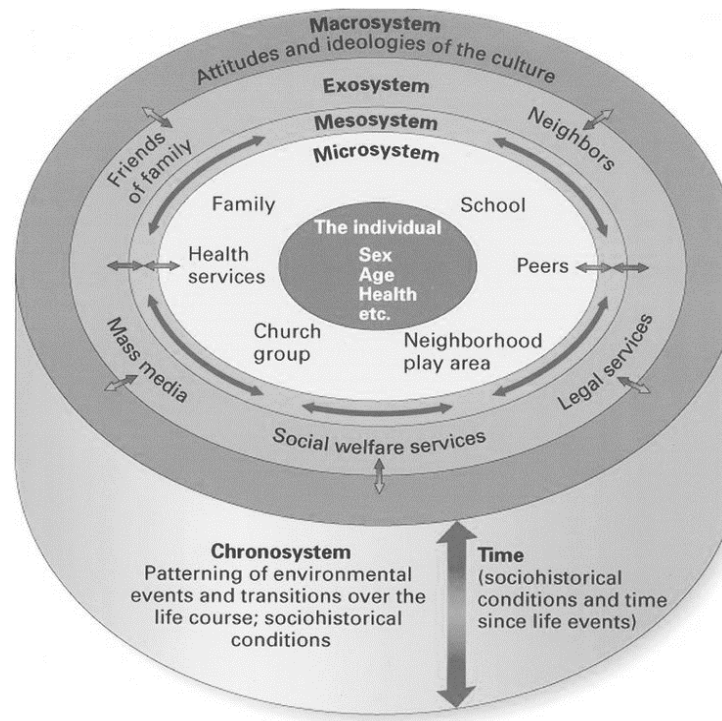 Macrosystem
Attitudes and ideologies of the culture
Exosystem
Mesosystem
Microsystem
Friends
of family
Neighbors
Family
School
The individual
Sex
Age
Health
etc.
Health
services
Peers
Church
group
Neighborhood
play area
Mass media
Legal services
Social welfare services
Chronosystem
Patterning of environmental
events and transitions over the
life course; sociohistorical
conditions
Time
(sociohistorical
conditions and time
since life events)